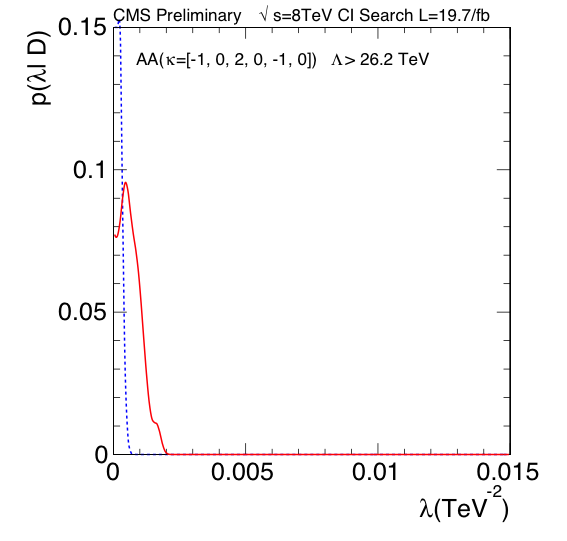 CMS Preliminary √s=8TeV CI Search L=19.7/fb
AA(κ=[-1, 0, 2, 0, -1, 0]) Λ> 26.2 TeV
p(λ| D)
0.15
0.1
0.05
0
0 0.005 0.01 0.015
λ(TeV⁻²)